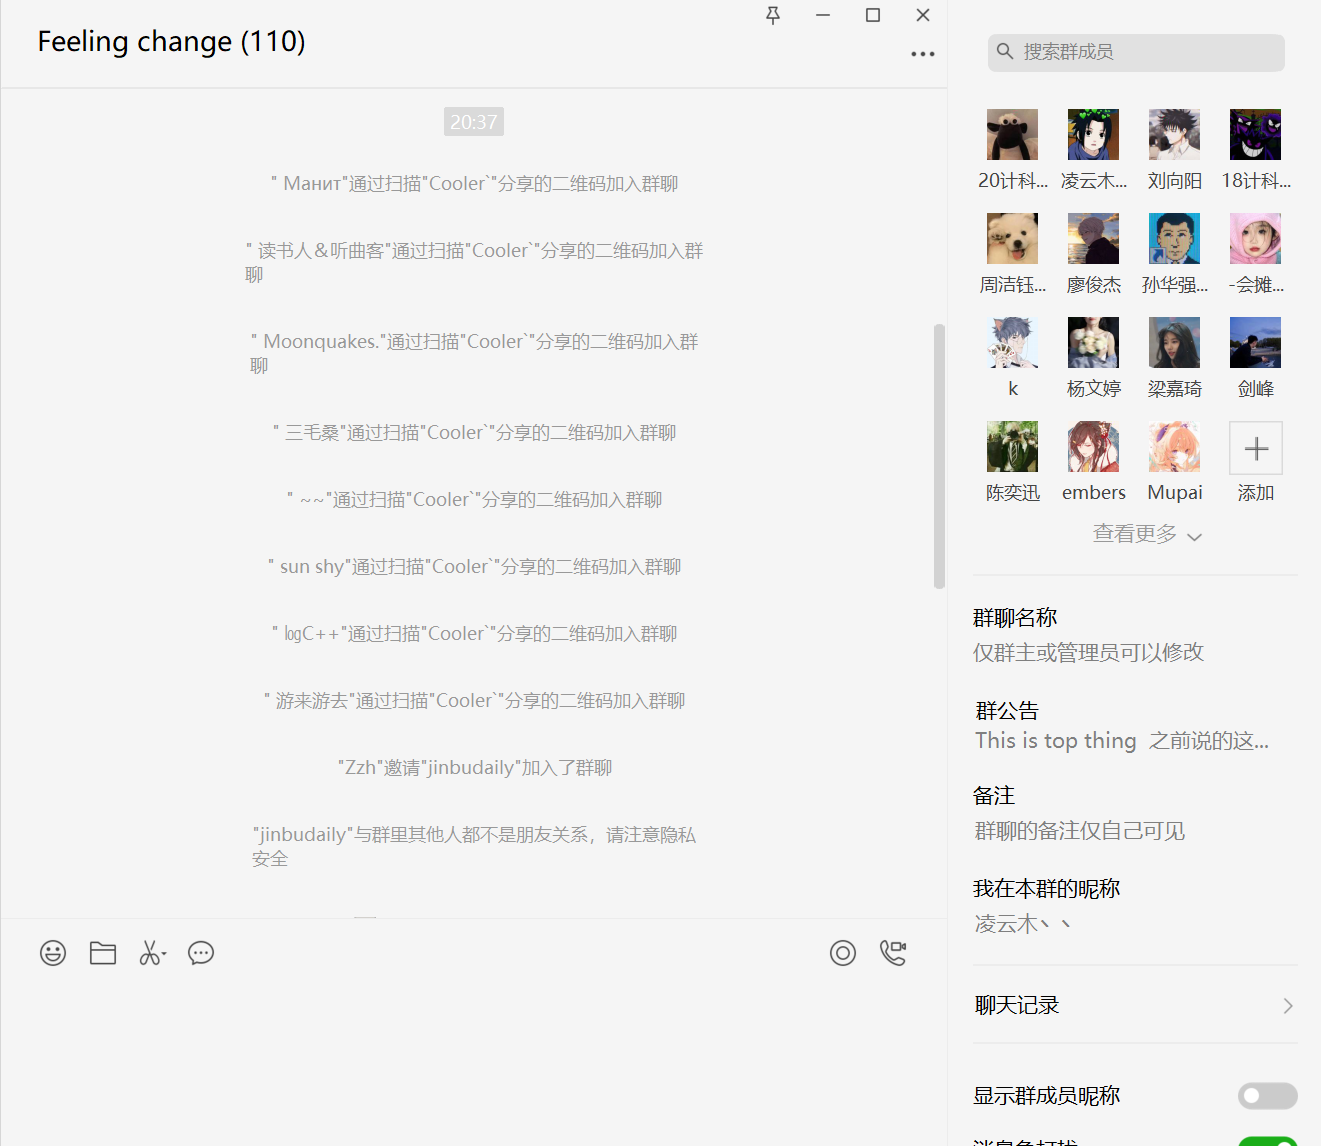 Feeling change (110)
20:37
" Манит"通过扫描"Cooler`"分享的二维码加入群聊
" 读书人＆听曲客"通过扫描"Cooler`"分享的二维码加入群
聊
" Moonquakes."通过扫描"Cooler`"分享的二维码加入群
聊
" 三毛桑"通过扫描"Cooler`"分享的二维码加入群聊
" ~~"通过扫描"Cooler`"分享的二维码加入群聊
" sun shy"通过扫描"Cooler`"分享的二维码加入群聊
" ㏒C++"通过扫描"Cooler`"分享的二维码加入群聊
" 游来游去"通过扫描"Cooler`"分享的二维码加入群聊
"Zzh"邀请"jinbudaily"加入了群聊
"jinbudaily"与群里其他人都不是朋友关系，请注意隐私
安全
搜索群成员
20计科... 凌云木... 刘向阳 18计科...
周洁钰... 廖俊杰 孙华强... -会摊...
k 杨文婷 梁嘉琦 剑峰
陈奕迅 embers Mupai 添加
查看更多
群聊名称
仅群主或管理员可以修改
群公告
This is top thing 之前说的这...
备注
群聊的备注仅自己可见
我在本群的昵称
凌云木丶丶
聊天记录
显示群成员昵称
消息免打扰